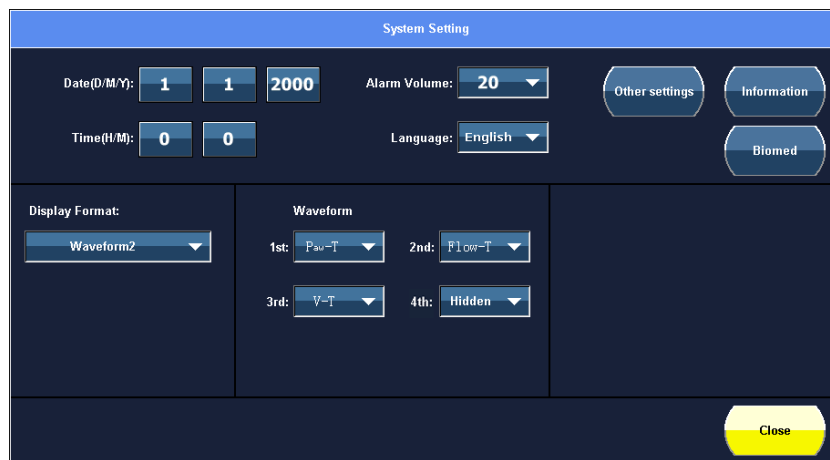 System Setting
Date(D/M/Y): 1 1 2000 Alarm Volume: 20
Other settings Information
Time(H/M): 0 0 Language: English
Biomed
Display Format: Waveform
Waveform2 1st: Paw-T 2nd: Flow-T
3rd: V-T 4th: Hidden
Close